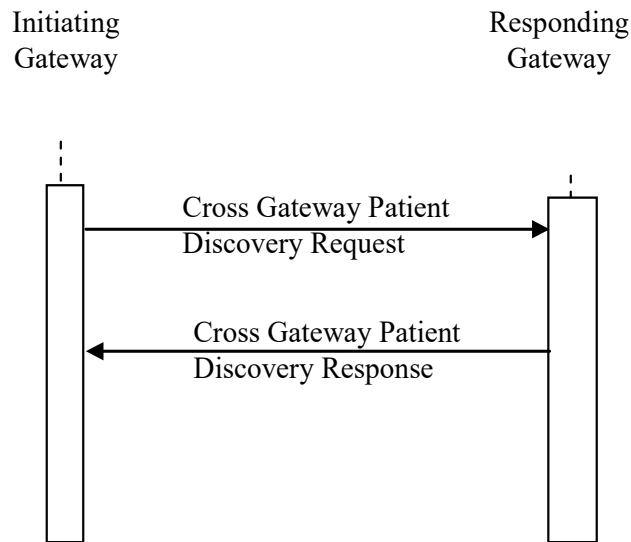 Initiating
Gateway
Responding
Gateway
Cross Gateway Patient
Discovery Request
Cross Gateway Patient
Discovery Response